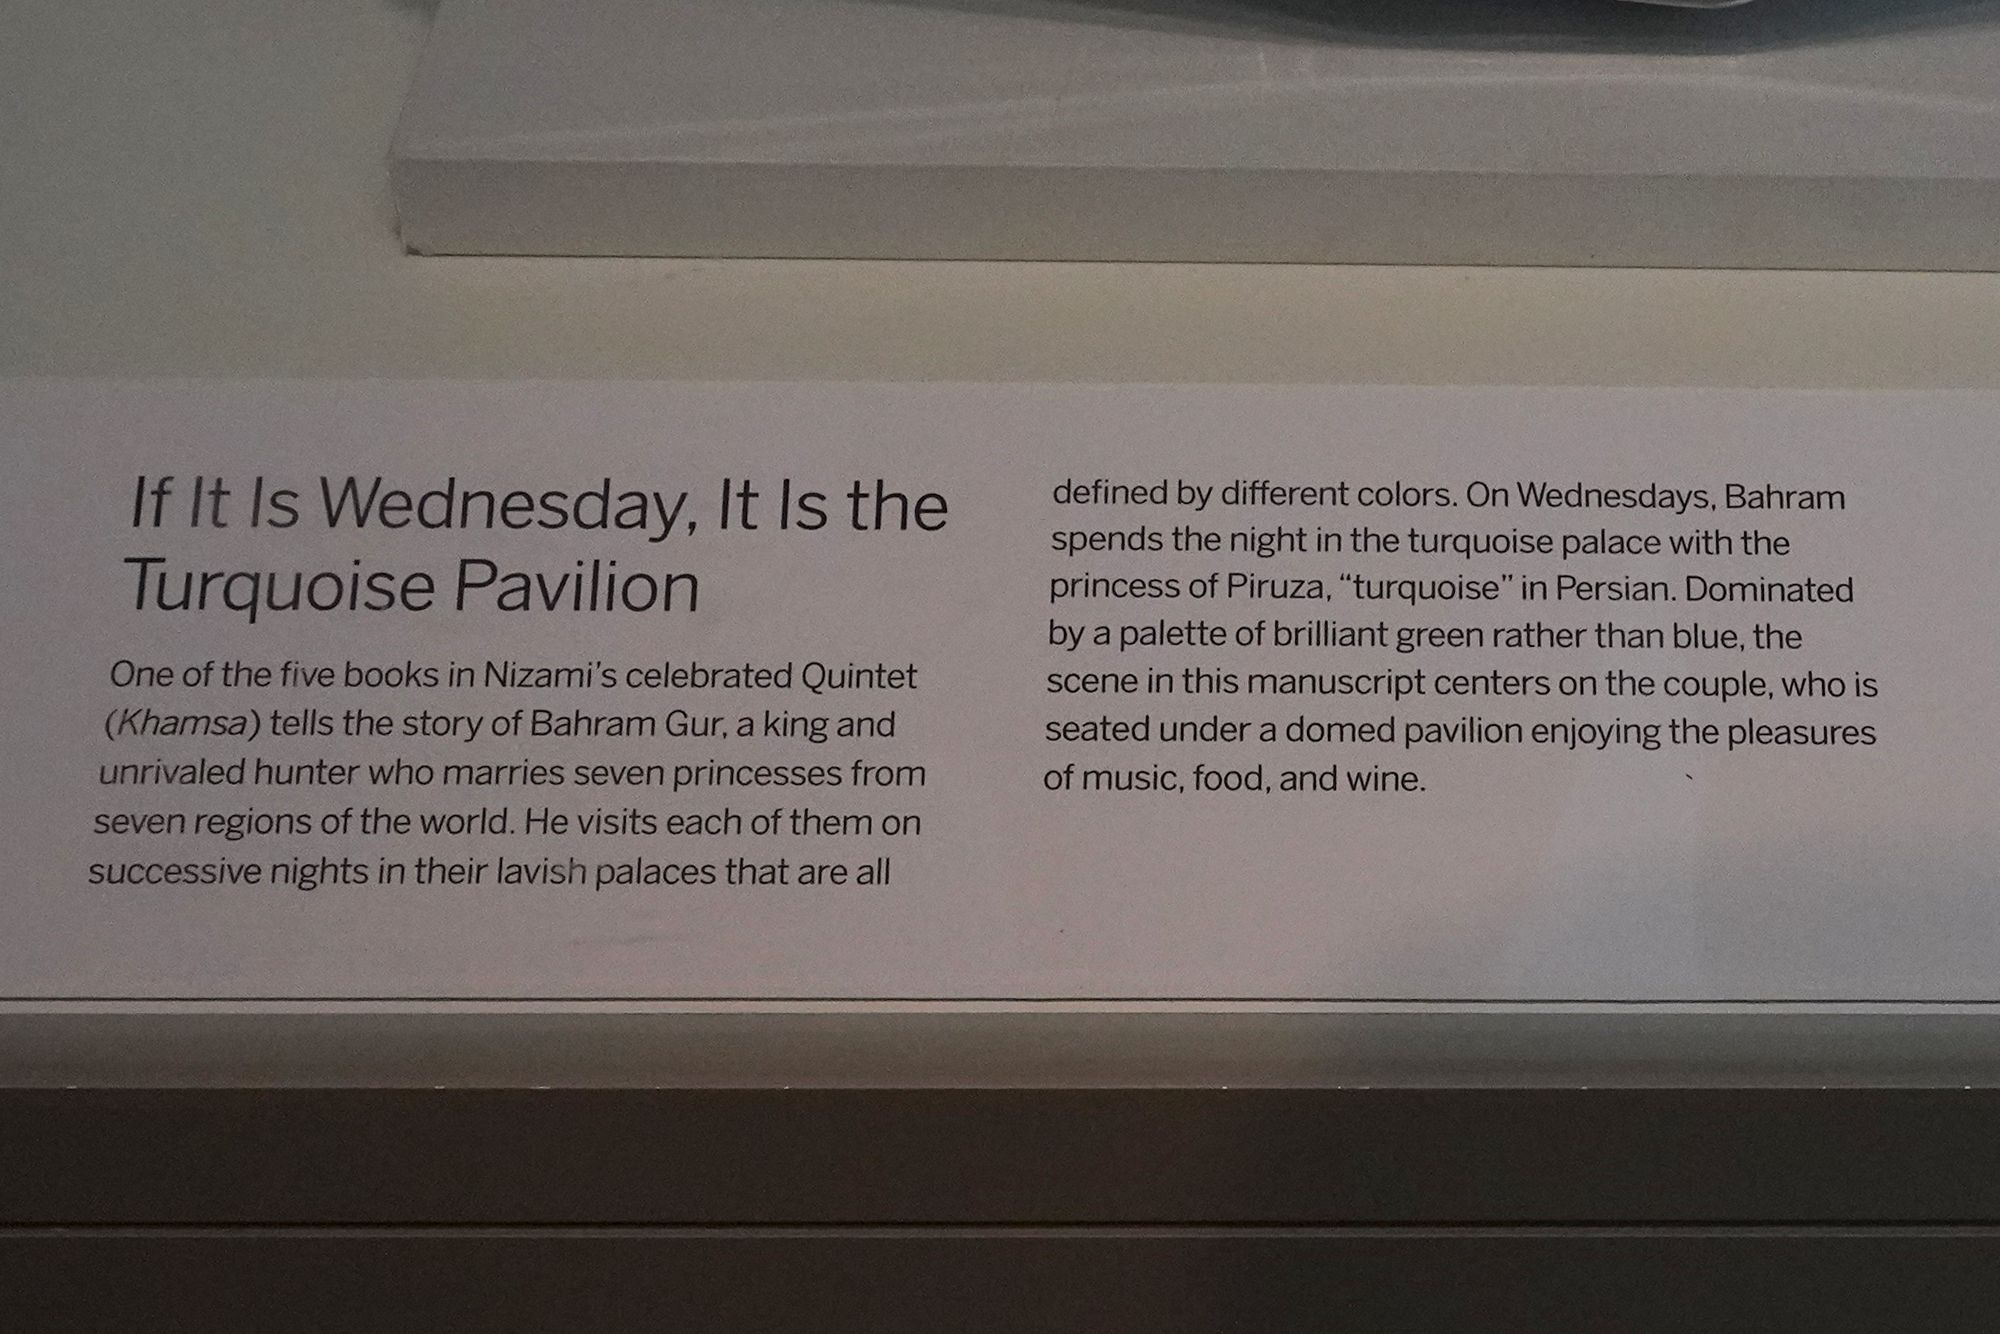 If It Is Wednesday, It Is the
Turquoise Pavilion
One of the five books in Nizami’s celebrated Quintet
(Khamsa) tells the story of Bahram Gur, a king and
unrivaled hunter who marries seven princesses from
seven regions of the world. He visits each of them on
successive nights in their lavish palaces that are all
defined by different colors. On Wednesdays, Bahram
spends the night in the turquoise palace with the
princess of Piruza, “turquoise” in Persian. Dominated
by a palette of brilliant green rather than blue, the
scene in this manuscript centers on the couple, who is
seated under a domed pavilion enjoying the pleasures
of music, food, and wine.